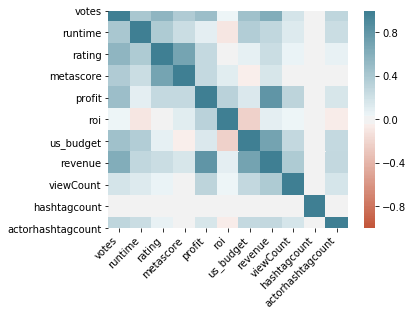 votes
runtime
rating
metascore
profit
roi
us_budget
revenue
viewCount
hashtagcount
actorhashtagcount
votes
runtime
rating
metascore
profit
roi
us_budget
revenue
viewCount
hashtagcount
actorhashtagcount
0.8
0.4
0.0
−0.4
−0.8